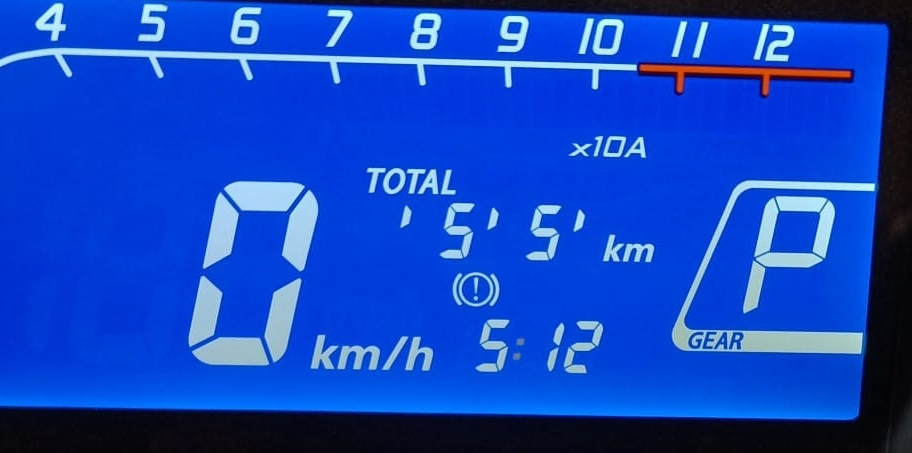 4 5 6 7 8 9 10 11 12
x10A
TOTAL
' 5' 5' km
0 km/h
5:12
P
GEAR